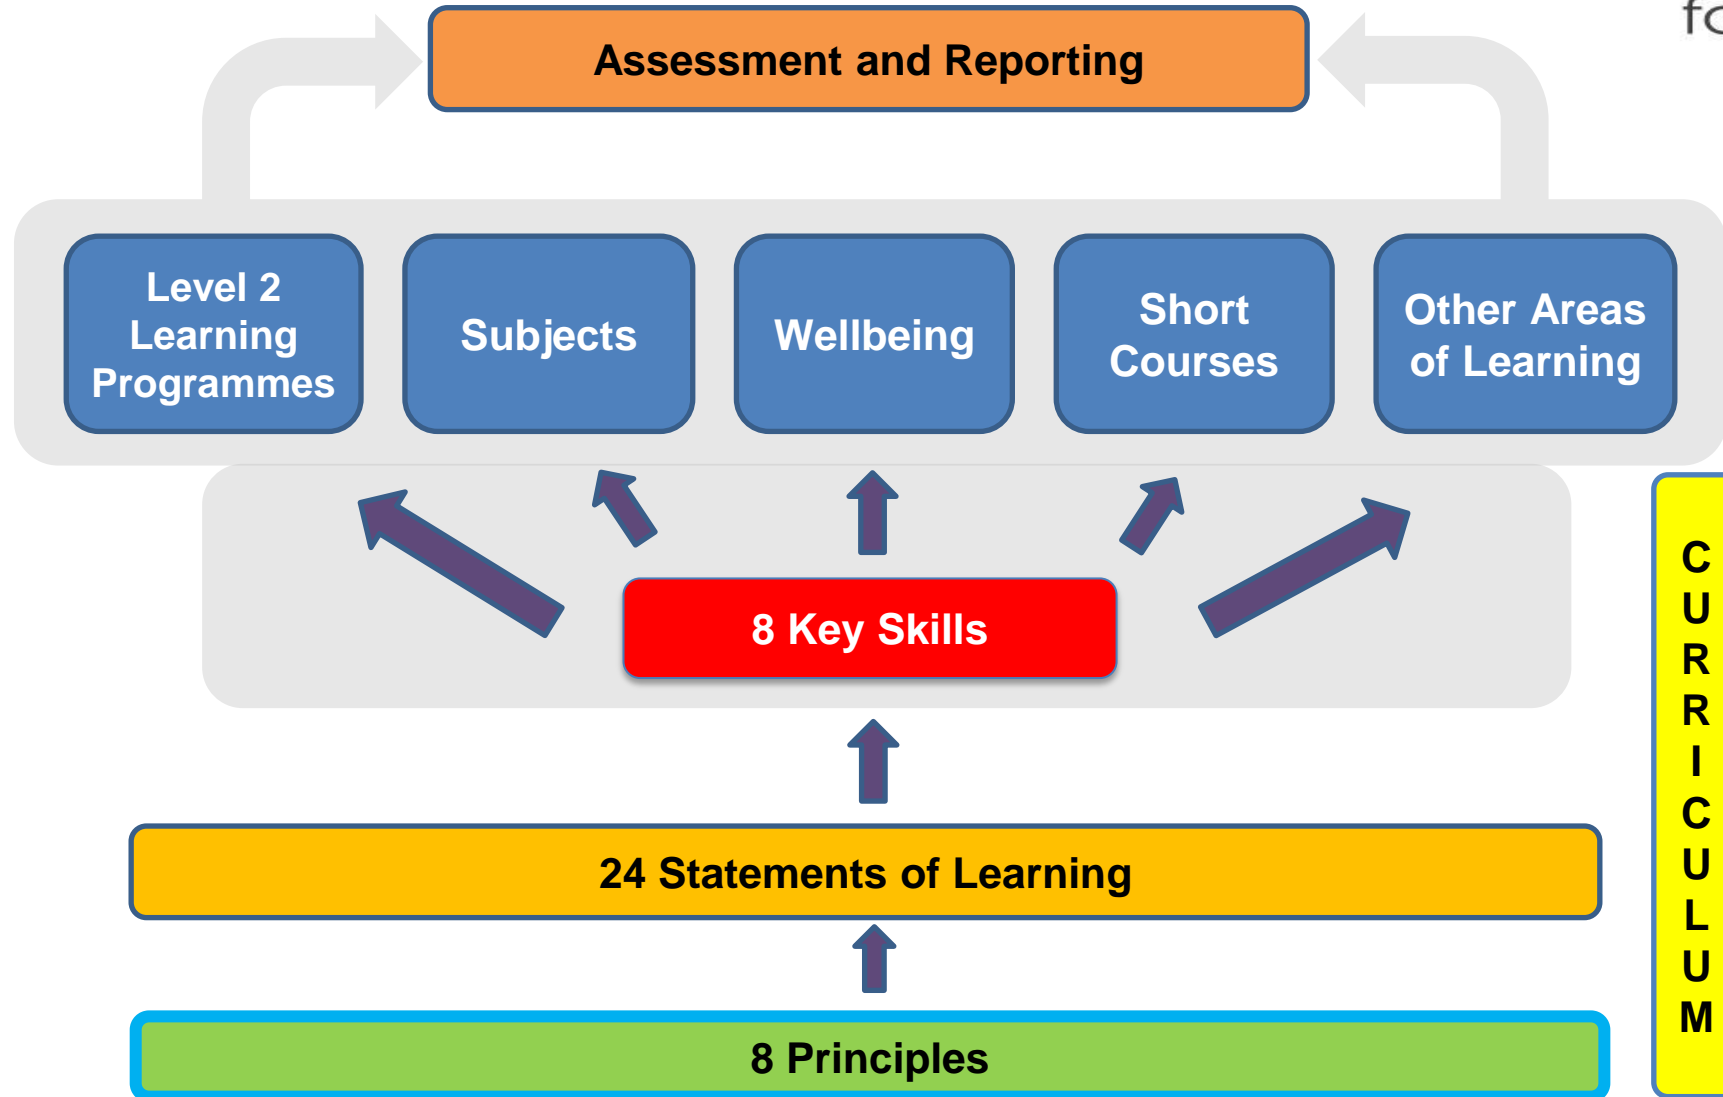 Assessment and Reporting
Level 2
Learning
Programmes
Subjects
Wellbeing
Short
Courses
Other Areas
of Learning
8 Key Skills
24 Statements of Learning
8 Principles
C
U
R
R
I
C
U
L
U
M